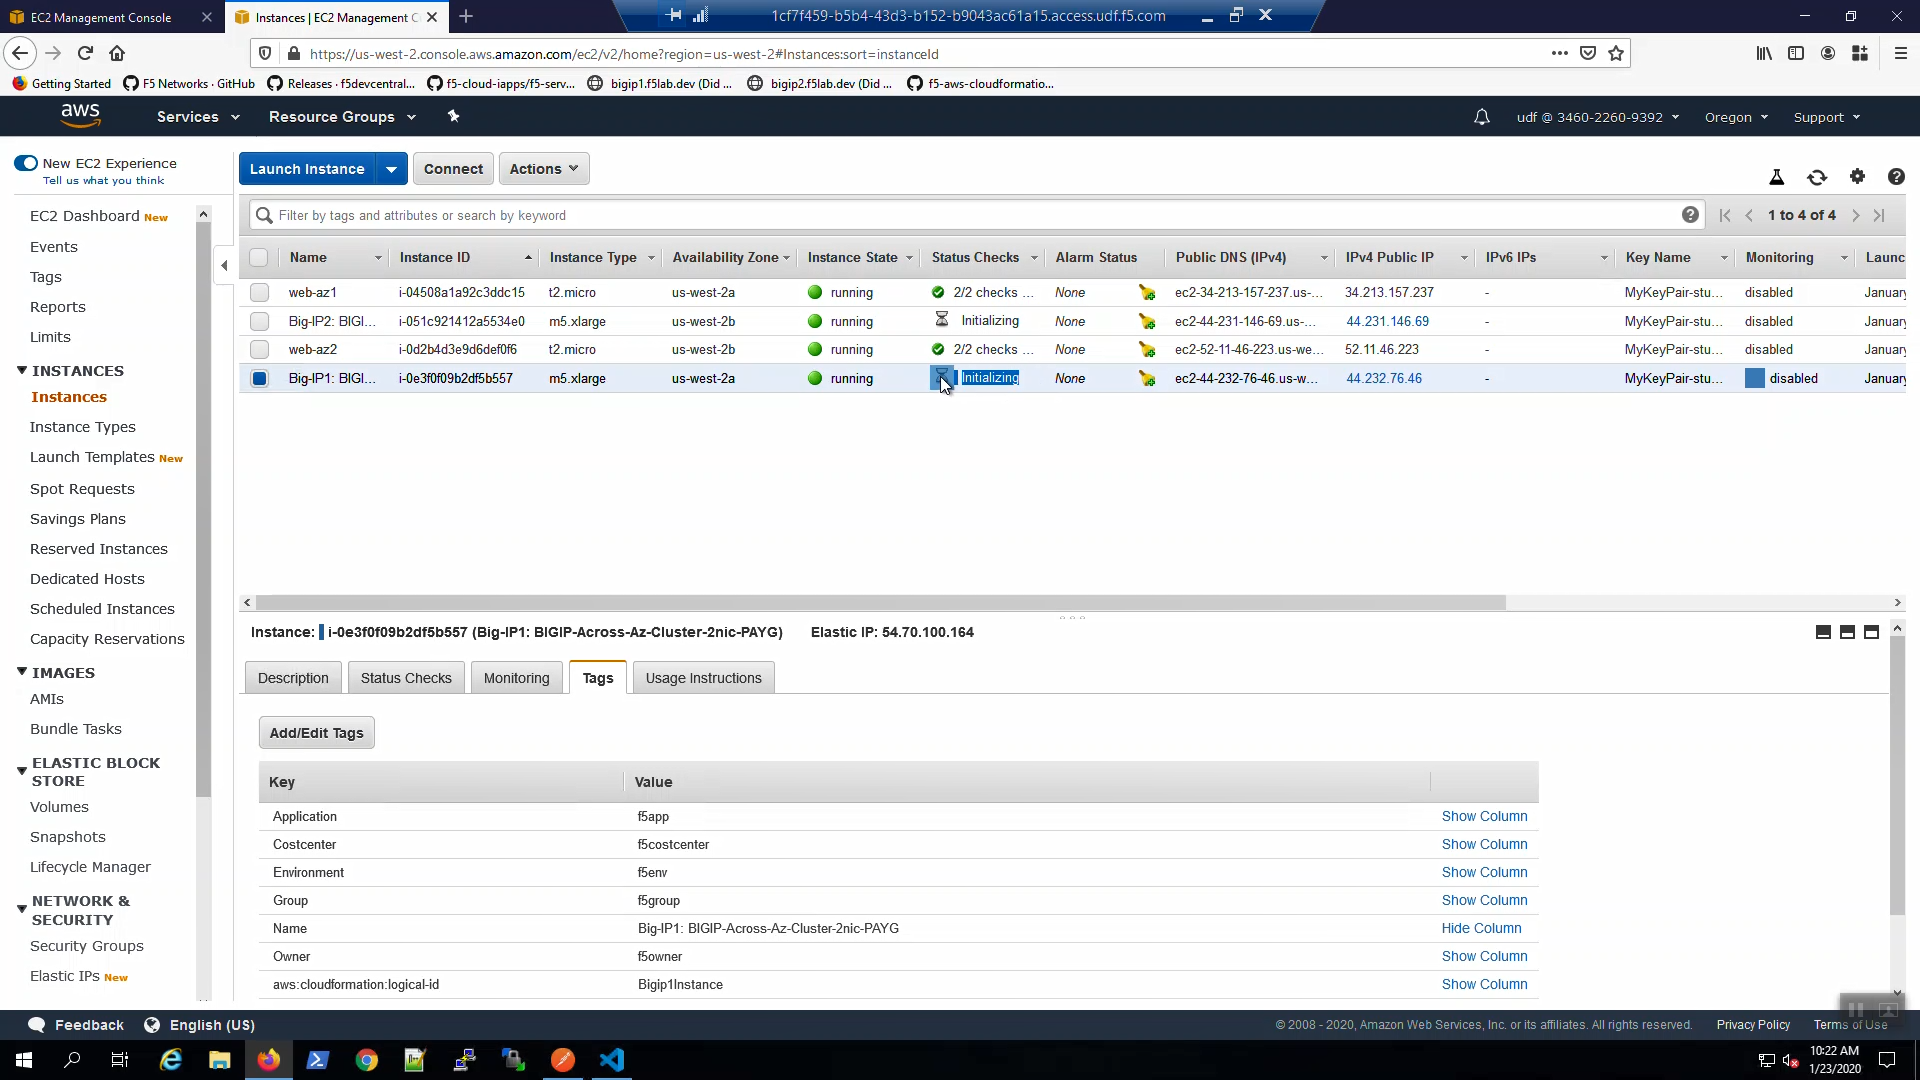 EC2 Management Console
Instances | EC2 Management C
1cf7f459-b5b4-43d3-b152-b9043ac61a15.access.udf.f5.com
https://us-west-2.console.aws.amazon.com/ec2/v2/home?region=us-west-2#Instances:sort=instanceId
Getting Started
F5 Networks · GitHub
Releases · f5devcentral...
f5-cloud-iapps/f5-serv...
bigip1.f5lab.dev (Did ...
bigip2.f5lab.dev (Did ...
f5-aws-cloudformatio...
aws
Services
Resource Groups
udf @ 3460-2260-9392
Oregon
Support
New EC2 Experience
Tell us what you think
EC2 Dashboard New
Events
Tags
Reports
Limits
INSTANCES
Instances
Instance Types
Launch Templates New
Spot Requests
Savings Plans
Reserved Instances
Dedicated Hosts
Scheduled Instances
Capacity Reservations
IMAGES
AMIs
Bundle Tasks
ELASTIC BLOCK
STORE
Volumes
Snapshots
Lifecycle Manager
NETWORK &
SECURITY
Security Groups
Elastic IPs New
Launch Instance
Connect
Actions
Filter by tags and attributes or search by keyword
1 to 4 of 4
Name Instance ID Instance Type Availability Zone Instance State Status Checks Alarm Status Public DNS (IPv4) IPv4 Public IP IPv6 IPs Key Name Monitoring Launc
web-az1 i-04508a1a92c3ddc15 t2.micro us-west-2a running 2/2 checks ... None ec2-34-213-157-237.us-... 34.213.157.237 - MyKeyPair-stu... disabled January
Big-IP2: BIGI... i-051c921412a5534e0 m5.xlarge us-west-2b running Initializing None ec2-44-231-146-69.us-... 44.231.146.69 - MyKeyPair-stu... disabled January
web-az2 i-0d2b4d3e9d6def0f6 t2.micro us-west-2b running 2/2 checks ... None ec2-52-11-46-223.us-we... 52.11.46.223 - MyKeyPair-stu... disabled January
Big-IP1: BIGI... i-0e3f0f09b2df5b557 m5.xlarge us-west-2a running Initializing None ec2-44-232-76-46.us-w... 44.232.76.46 - MyKeyPair-stu... disabled January
Instance: i-0e3f0f09b2df5b557 (Big-IP1: BIGIP-Across-Az-Cluster-2nic-PAYG) Elastic IP: 54.70.100.164
Description
Status Checks
Monitoring
Tags
Usage Instructions
Add/Edit Tags
Key Value
Application f5app Show Column
Costcenter f5costcenter Show Column
Environment f5env Show Column
Group f5group Show Column
Name Big-IP1: BIGIP-Across-Az-Cluster-2nic-PAYG Hide Column
Owner f5owner Show Column
aws:cloudformation:logical-id Bigip1Instance Show Column
Feedback
English (US)
© 2008 - 2020, Amazon Web Services, Inc. or its affiliates. All rights reserved.
Privacy Policy
Terms of Use
10:22 AM
1/23/2020